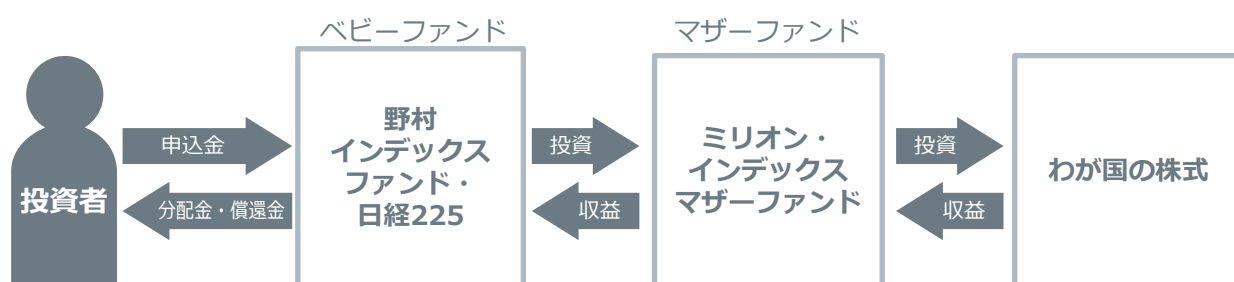 ベビーファンド
マザーファンド
投資者
申込金
分配金・償還金
野村
インデックス
ファンド・
日経225
投資
収益
ミリオン・
インデックス
マザーファンド
投資
収益
わが国の株式